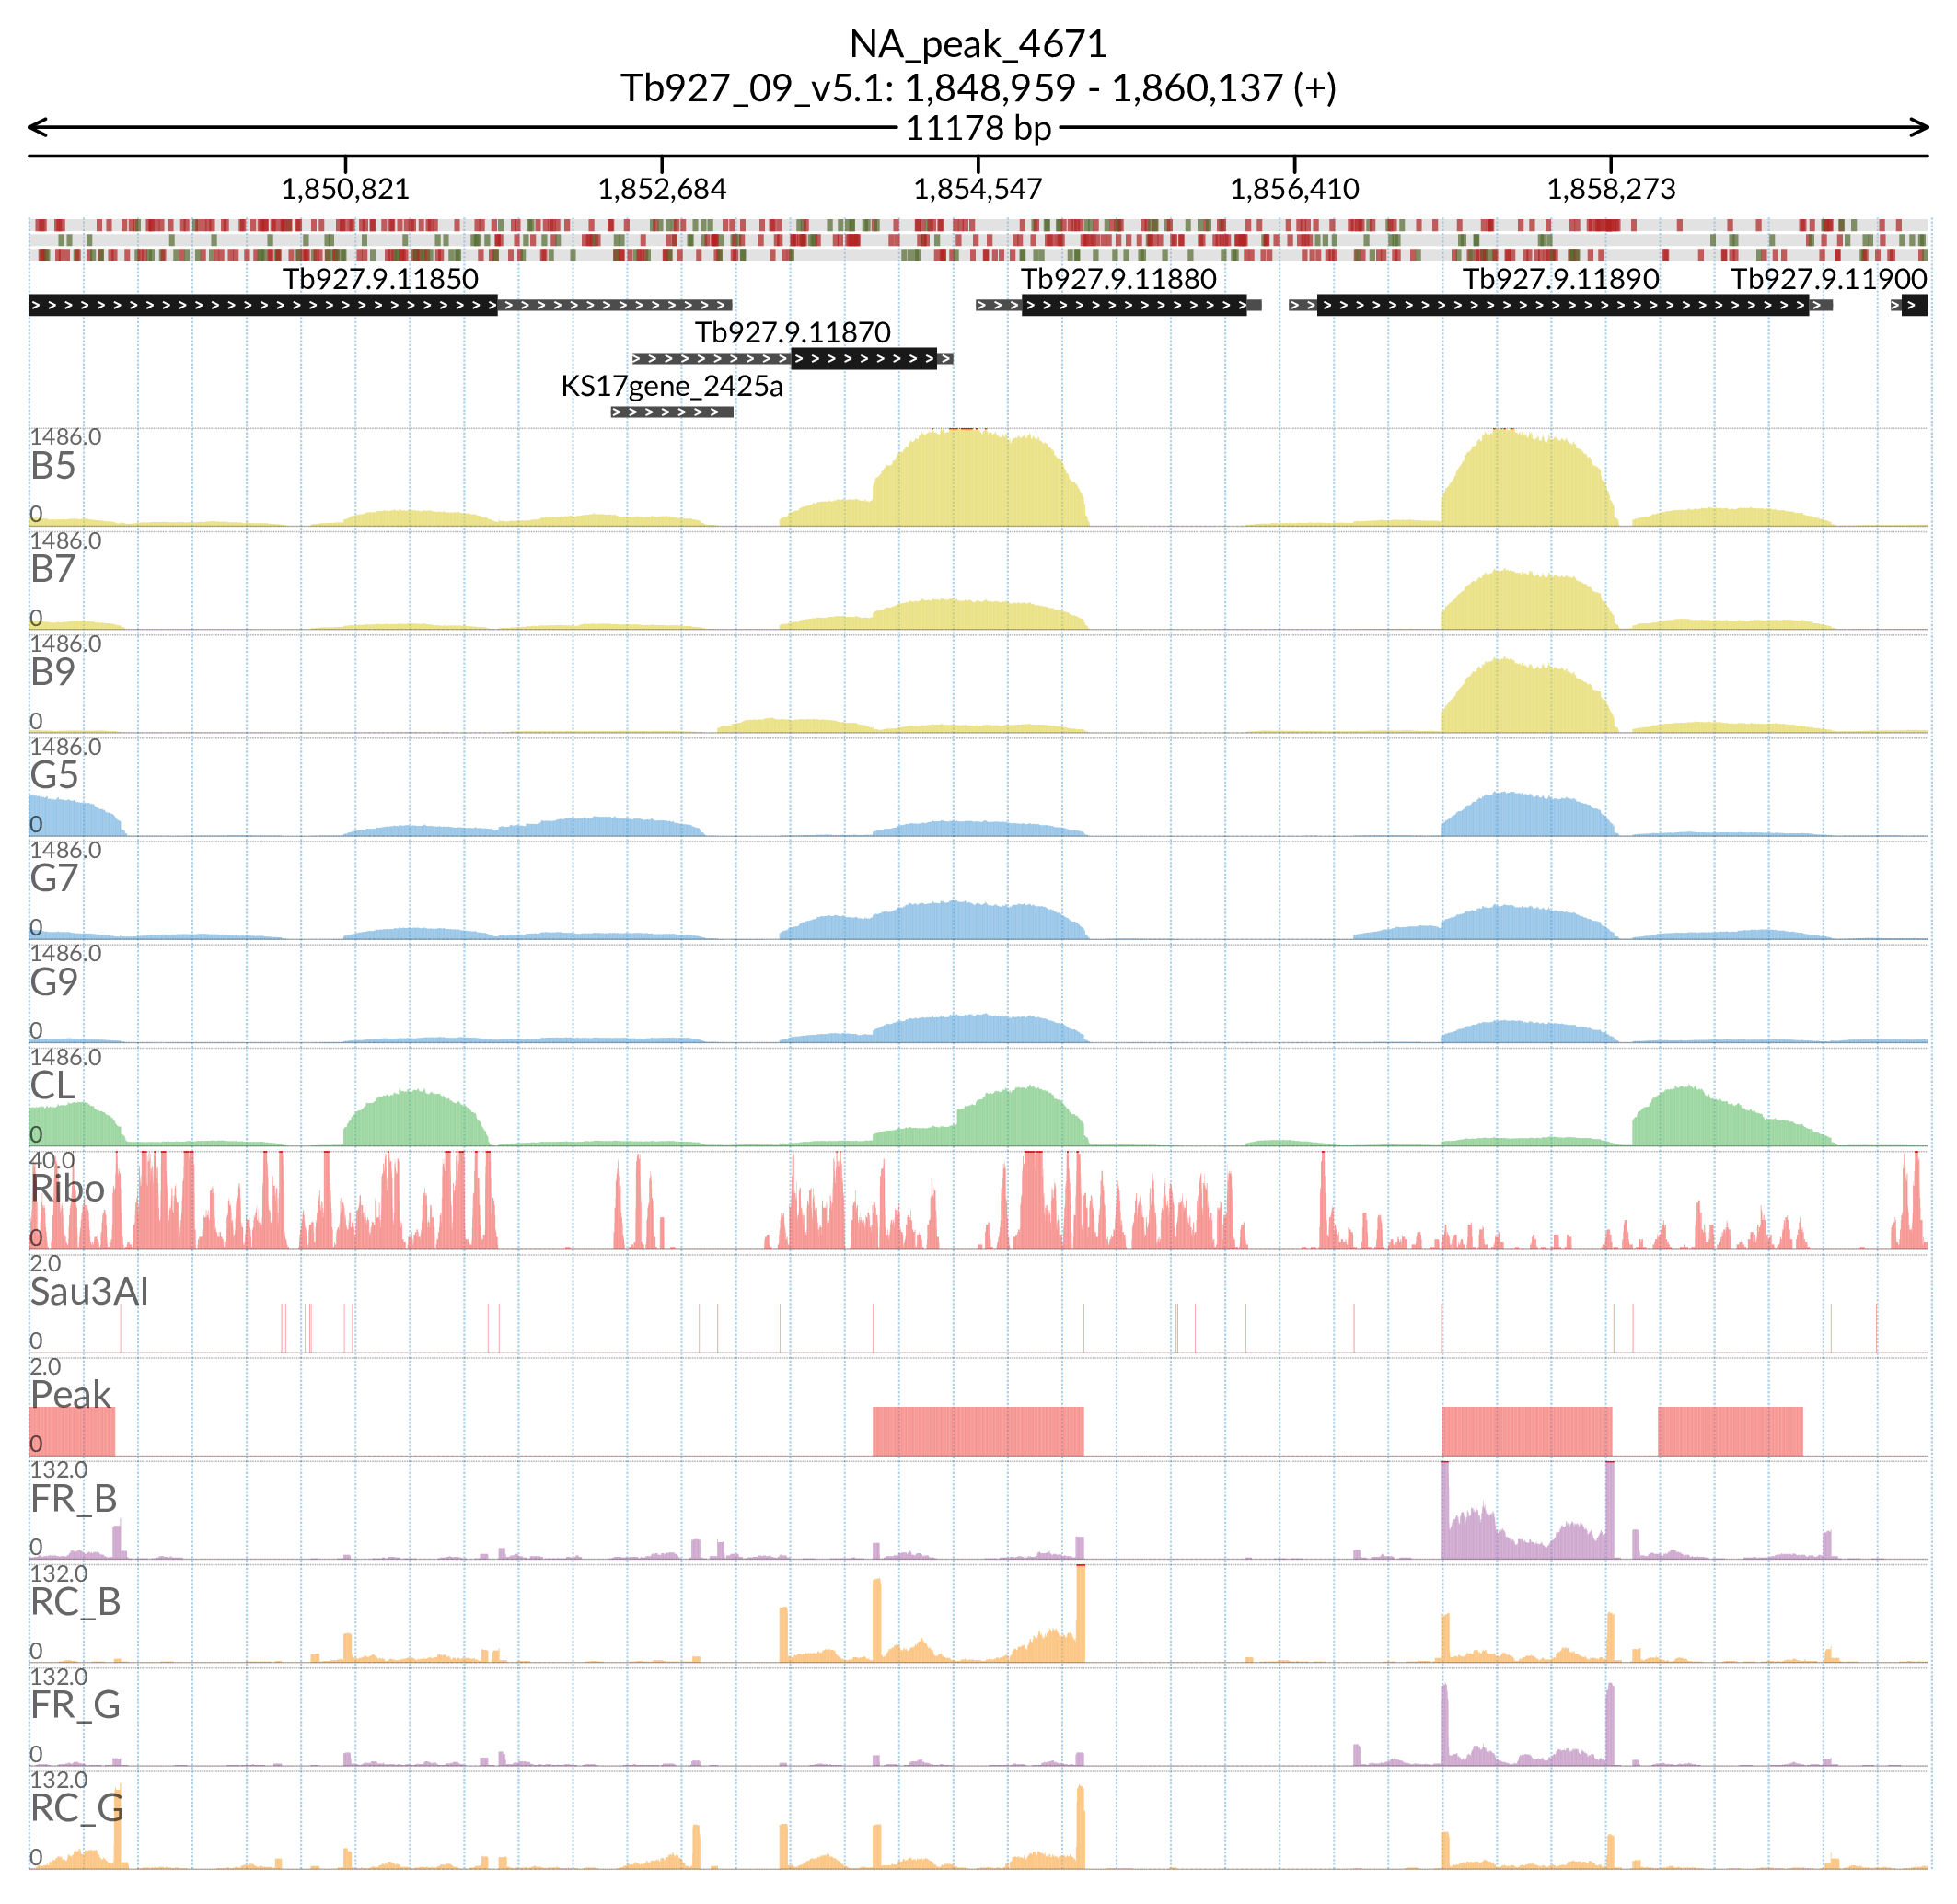 NA_peak_4671
Tb927_09_v5.1: 1,848,959 - 1,860,137 (+)
11178 bp
1,850,821 1,852,684 1,854,547 1,856,410 1,858,273
Tb927.9.11850 Tb927.9.11880 Tb927.9.11890 Tb927.9.11900
Tb927.9.11870
KS17gene_2425a
1486.0
B5
0
1486.0
B7
0
1486.0
B9
0
1486.0
G5
0
1486.0
G7
0
1486.0
G9
0
1486.0
CL
0
40.0
Ribo
0
2.0
Sau3AI
0
2.0
Peak
0
132.0
FR_B
0
132.0
RC_B
0
132.0
FR_G
0
132.0
RC_G
0